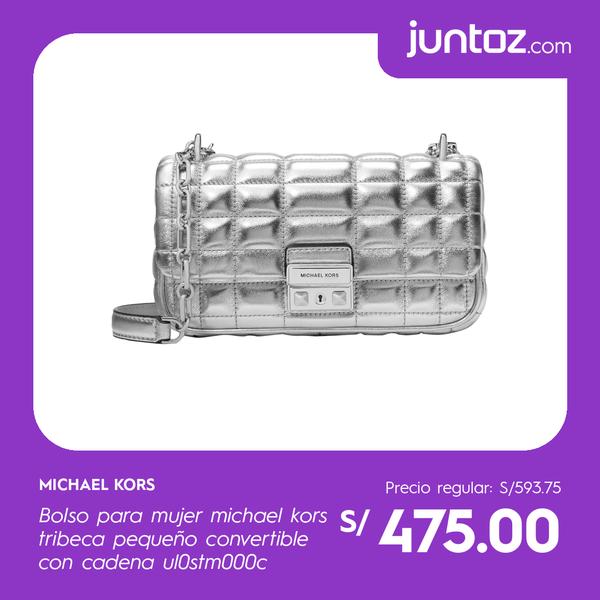 juntoz.com
MICHAEL KORS
MICHAEL KORS
Bolso para mujer michael kors
tribeca pequeño convertible
con cadena ul0stm000c
Precio regular: S/593.75
S/ 475.00